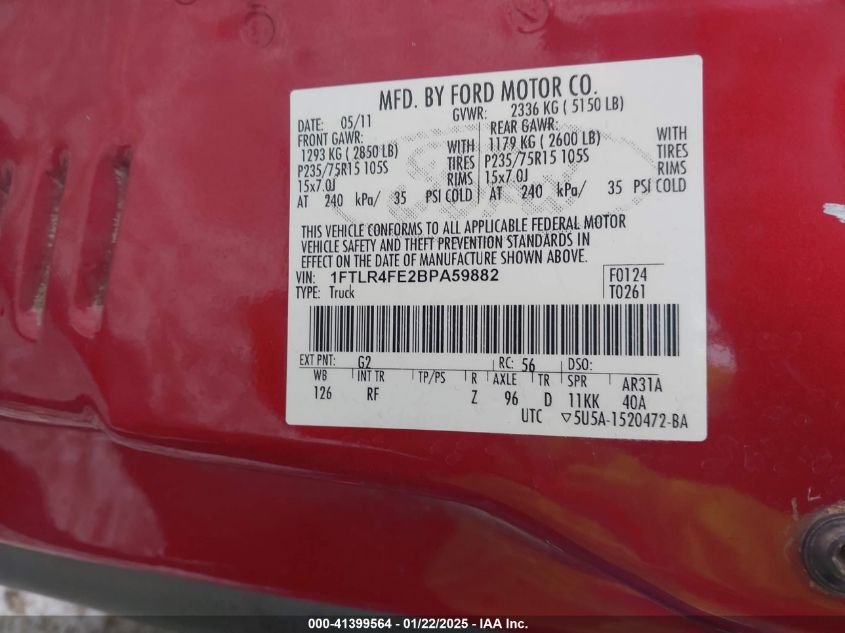 MFD. BY FORD MOTOR CO.
DATE: 05/11 GVWR: 2336 KG ( 5150 LB)
FRONT GAWR: REAR GAWR:
1293 KG ( 2850 LB) WITH 1179 KG ( 2600 LB) WITH
P235/75R15 105S TIRES P235/75R15 105S TIRES
15x7.0J RIMS 15x7.0J RIMS
AT 240 kPa/ 35 PSI COLD AT 240 kPa/ 35 PSI COLD
THIS VEHICLE CONFORMS TO ALL APPLICABLE FEDERAL MOTOR
VEHICLE SAFETY AND THEFT PREVENTION STANDARDS IN
EFFECT ON THE DATE OF MANUFACTURE SHOWN ABOVE.
VIN: 1FTLR4FE2BPA59882 F0124
TYPE: Truck T0261
EXT PNT: G2 RC: 56 DSO:
WB INT TR TP/PS R AXLE TR SPR AR31A
126 RF Z 96 D 11KK 40A
UTC ▽5U5A-1520472-BA
000-41399564 - 01/22/2025 - IAA Inc.